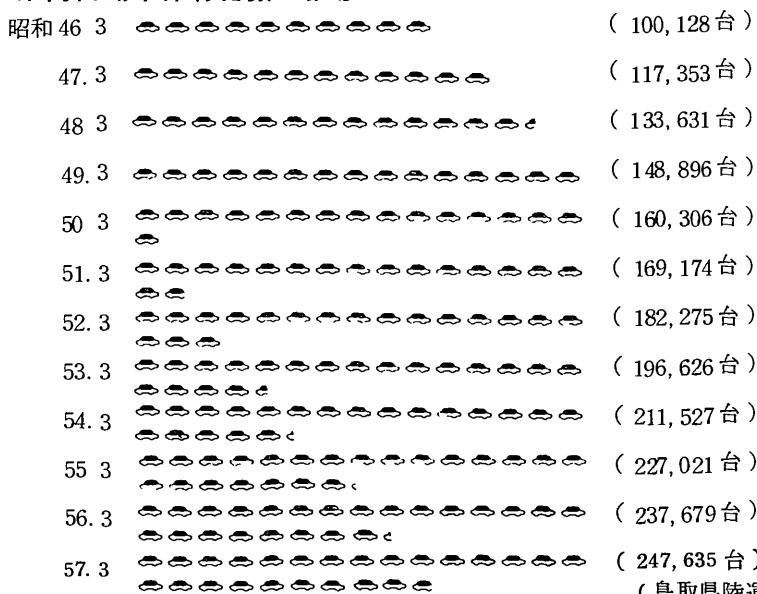 昭和46 3 ( 100,128台 )
47.3 ( 117,353台 )
48 3 ( 133,631台 )
49.3 ( 148,896台 )
50 3 ( 160,306台 )
51.3 ( 169,174台 )
52.3 ( 182,275台 )
53.3 ( 196,626台 )
54.3 ( 211,527台 )
55 3 ( 227,021台 )
56.3 ( 237,679台 )
57.3 ( 247,635台 )